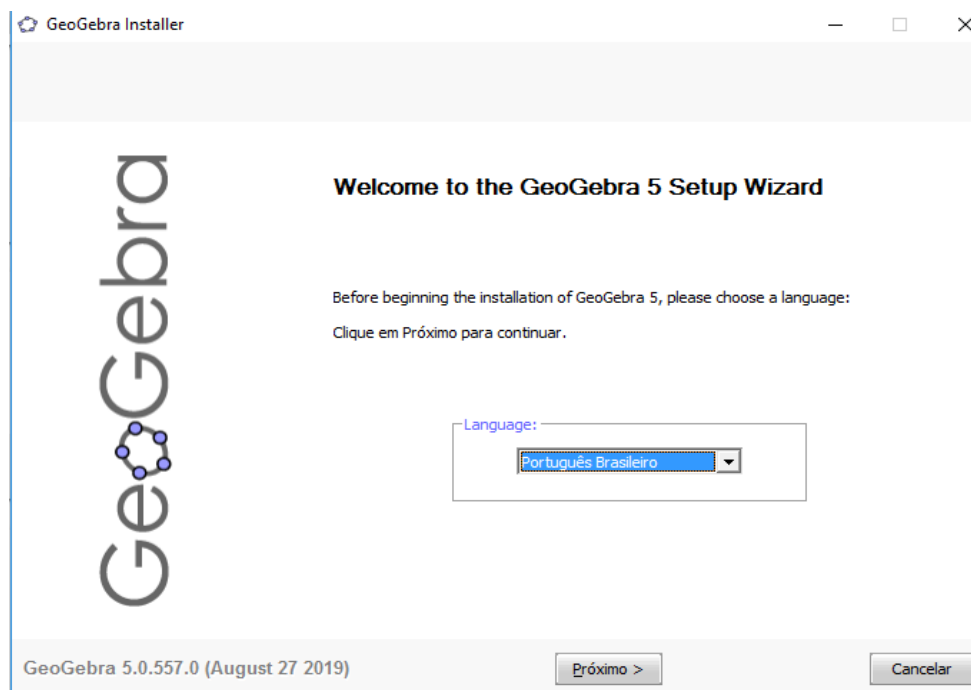 GeoGebra Installer
GeoGebra
Welcome to the GeoGebra 5 Setup Wizard
Before beginning the installation of GeoGebra 5, please choose a language:
Clique em Próximo para continuar.
Language:
Português Brasileiro
GeoGebra 5.0.557.0 (August 27 2019)
Próximo >
Cancelar